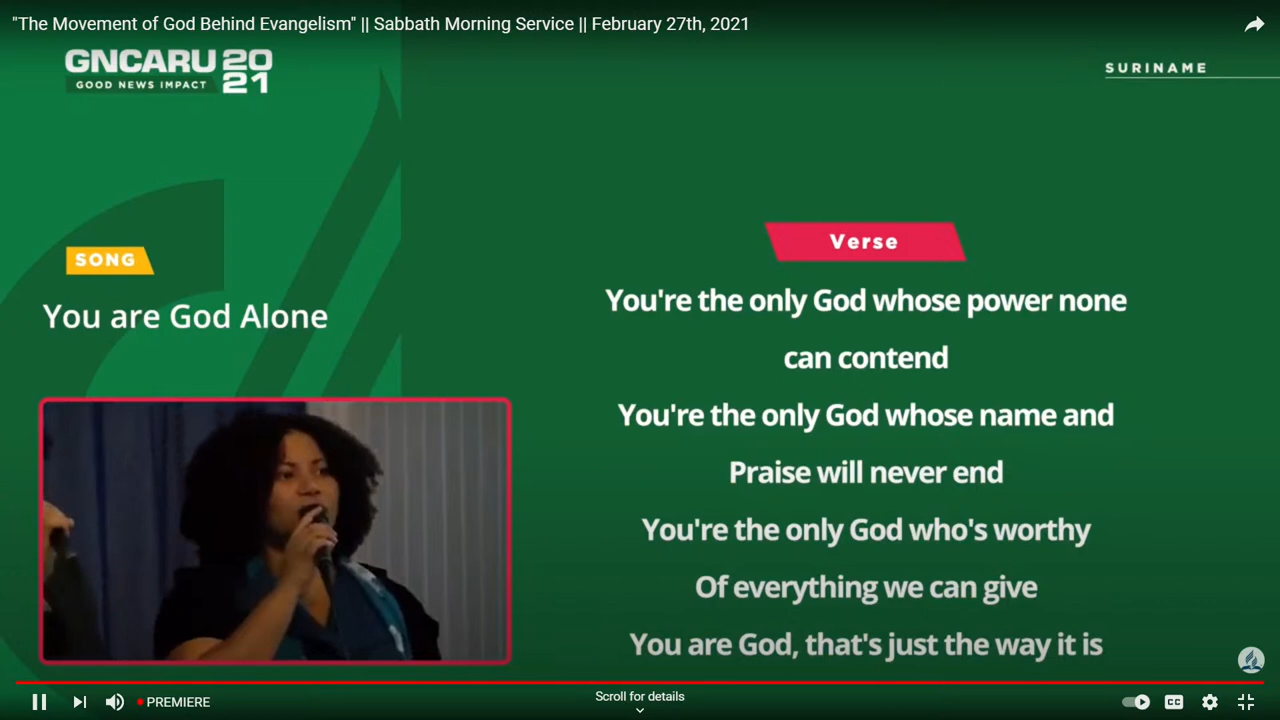 "The Movement of God Behind Evangelism" || Sabbath Morning Service || February 27th, 2021
GNCARU 20
GOOD NEWS IMPACT 21
SURINAME
SONG
You are God Alone
Verse
You're the only God whose power none
can contend
You're the only God whose name and
Praise will never end
You're the only God who's worthy
Of everything we can give
You are God, that's just the way it is
PREMIERE
Scroll for details
CC